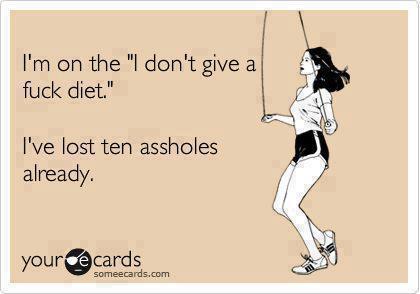 I'm on the "I don't give a
fuck diet."
I've lost ten assholes
already.
your e cards
someecards.com